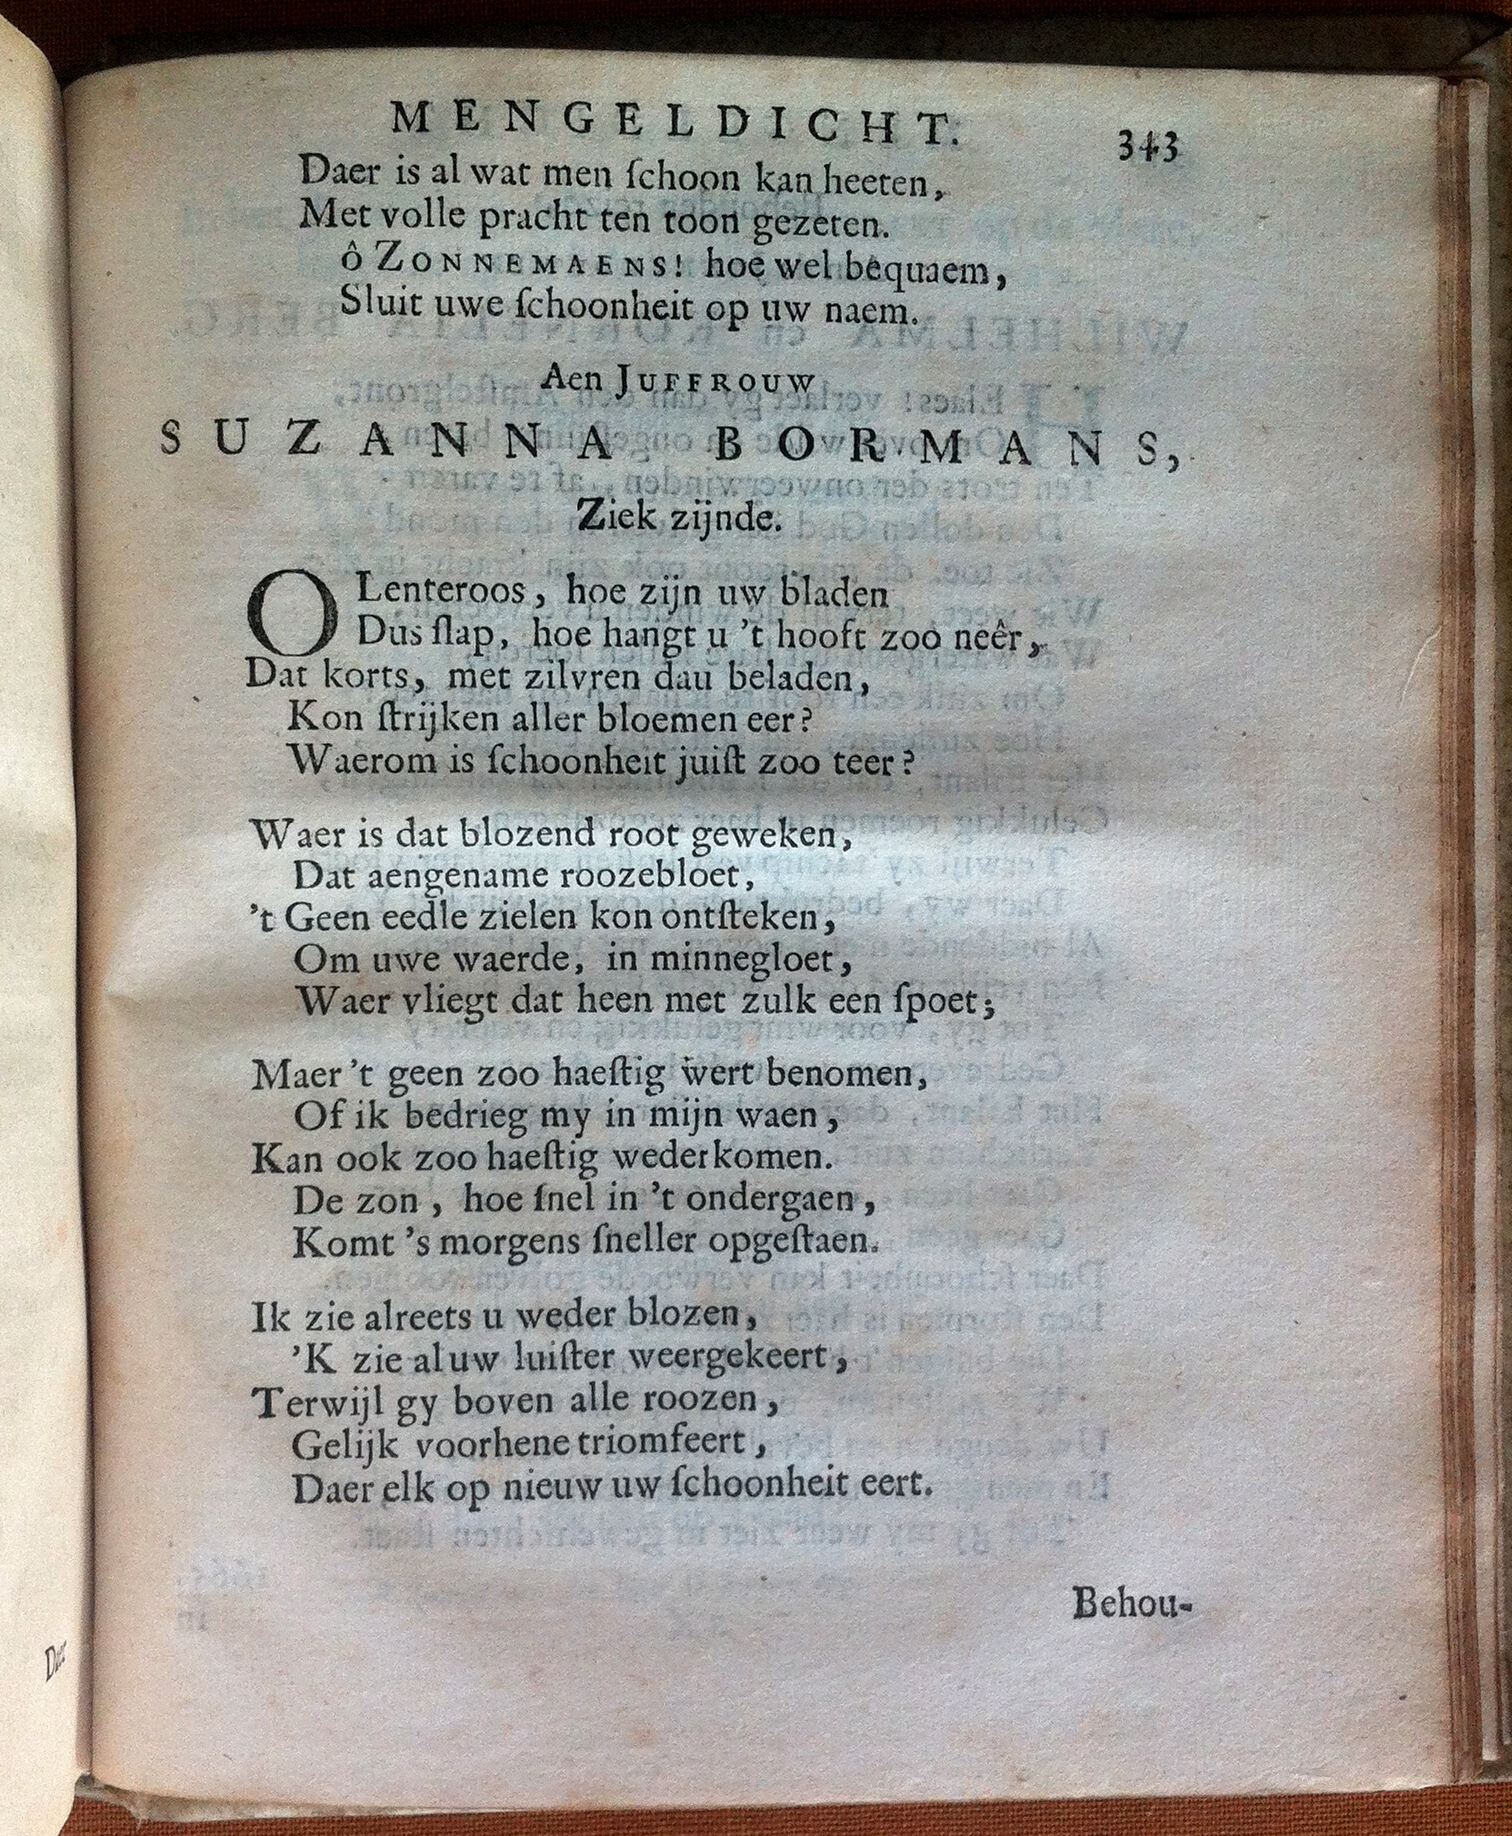 MENGELDICHT. 343
Daer is al wat men ſchoon kan heeten,
Met volle pracht ten toon gezeten.
ô ZONNEMAENS! hoe wel bequaem,
Sluit uwe ſchoonheit op uw naem.
Aen JUFFROUW
SUZANNA BORMANS,
Ziek zijnde.
O Lenteroos, hoe zijn uw bladen
Dus ſlap, hoe hangt u 't hooft zoo neêr,
Dat korts, met zilvren dau beladen,
Kon ſtrijken aller bloemen eer?
Waerom is ſchoonheit juiſt zoo teer?
Waer is dat blozend root geweken,
Dat aengename roozebloet,
't Geen eedle zielen kon ontſteken,
Om uwe waerde, in minnegloet,
Waer vliegt dat heen met zulk een ſpoet;
Maer 't geen zoo haeſtig wert benomen,
Of ik bedrieg my in mijn waen,
Kan ook zoo haeſtig wederkomen.
De zon, hoe ſnel in 't ondergaen,
Komt 's morgens ſneller opgeſtaen.
Ik zie alreets u weder blozen,
'K zie al uw luiſter weergekeert,
Terwijl gy boven alle roozen,
Gelijk voorhene triomfeert,
Daer elk op nieuw uw ſchoonheit eert.
Behou-